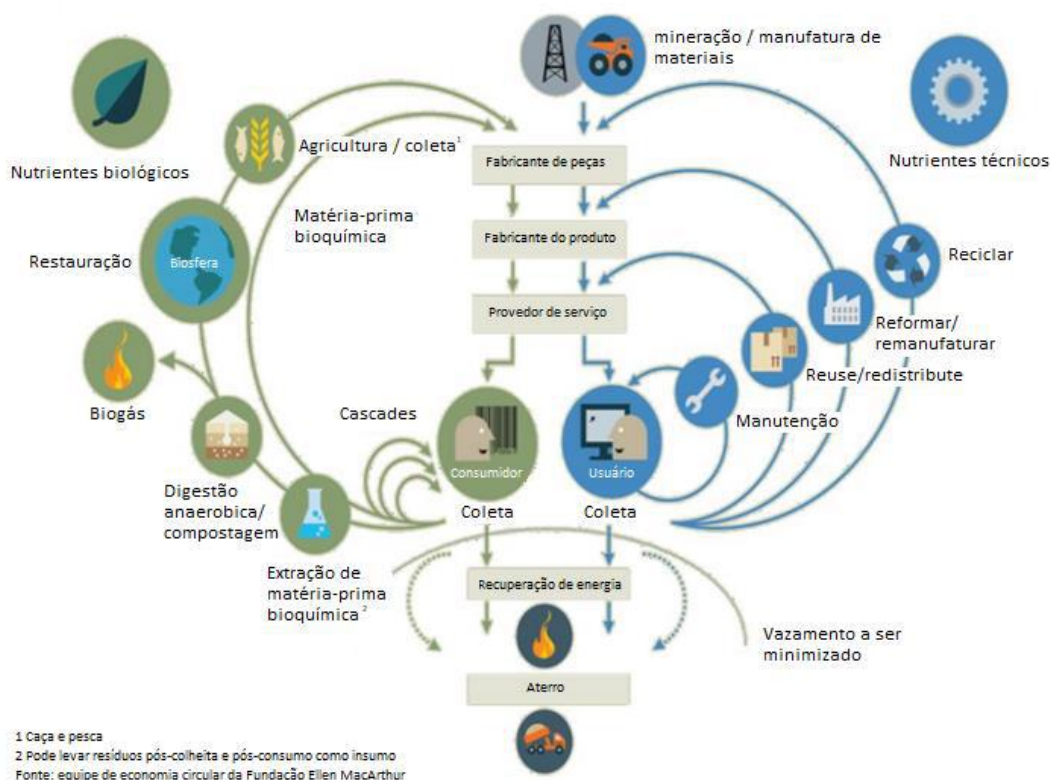 mineração / manufatura de
materiais
Nutrientes biológicos
Agricultura / coleta¹
Fabricante de peças
Nutrientes técnicos
Matéria-prima
bioquímica
Fabricante do produto
Restauração
Biosfera
Reciclar
Provedor de serviço
Reformar/
remanufaturar
Reuse/redistribute
Biogás
Cascades
Manutenção
Consumidor
Usuário
Digestão
anaerobica/
compostagem
Coleta
Coleta
Extração de
matéria-prima
bioquímica ²
Recuperação de energia
Vazamento a ser
minimizado
Aterro
1 Caça e pesca
2 Pode levar resíduos pós-colheita e pós-consumo como insumo
Fonte: equipe de economia circular da Fundação Ellen MacArthur